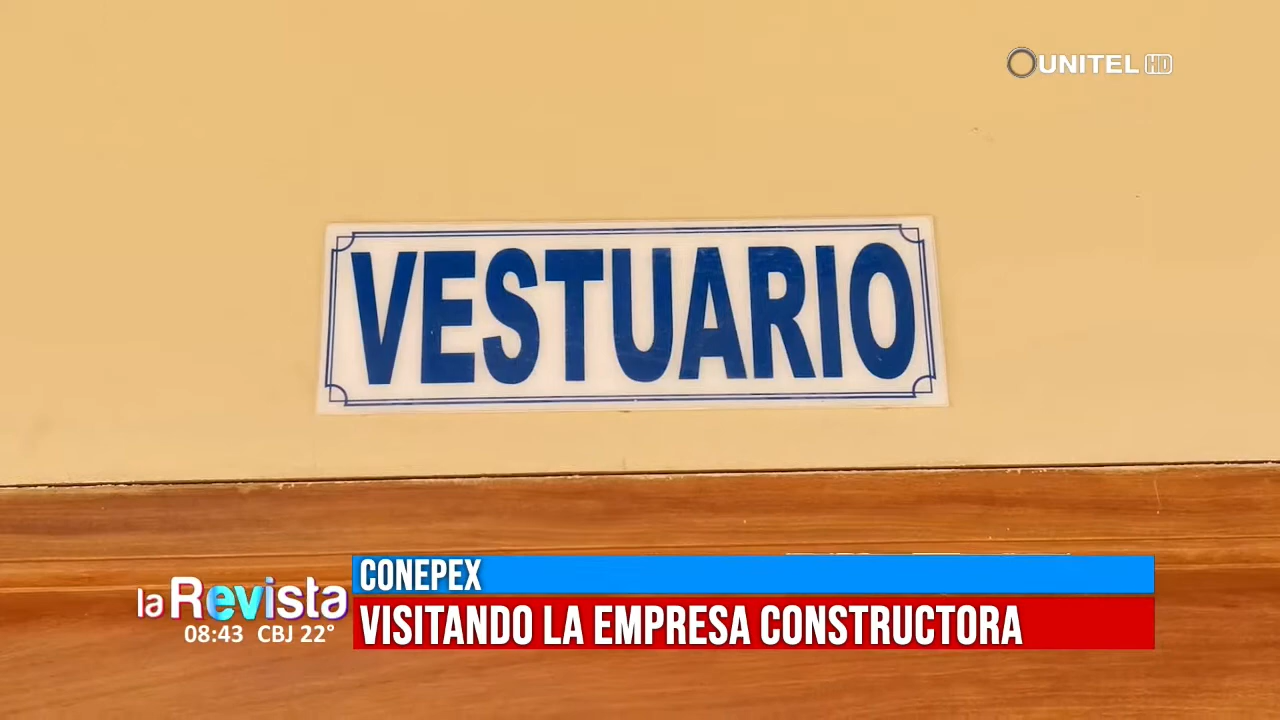 UNITEL HD
VESTUARIO
CONEPEX
la Revista
VISITANDO LA EMPRESA CONSTRUCTORA
08:43 CBJ 22°